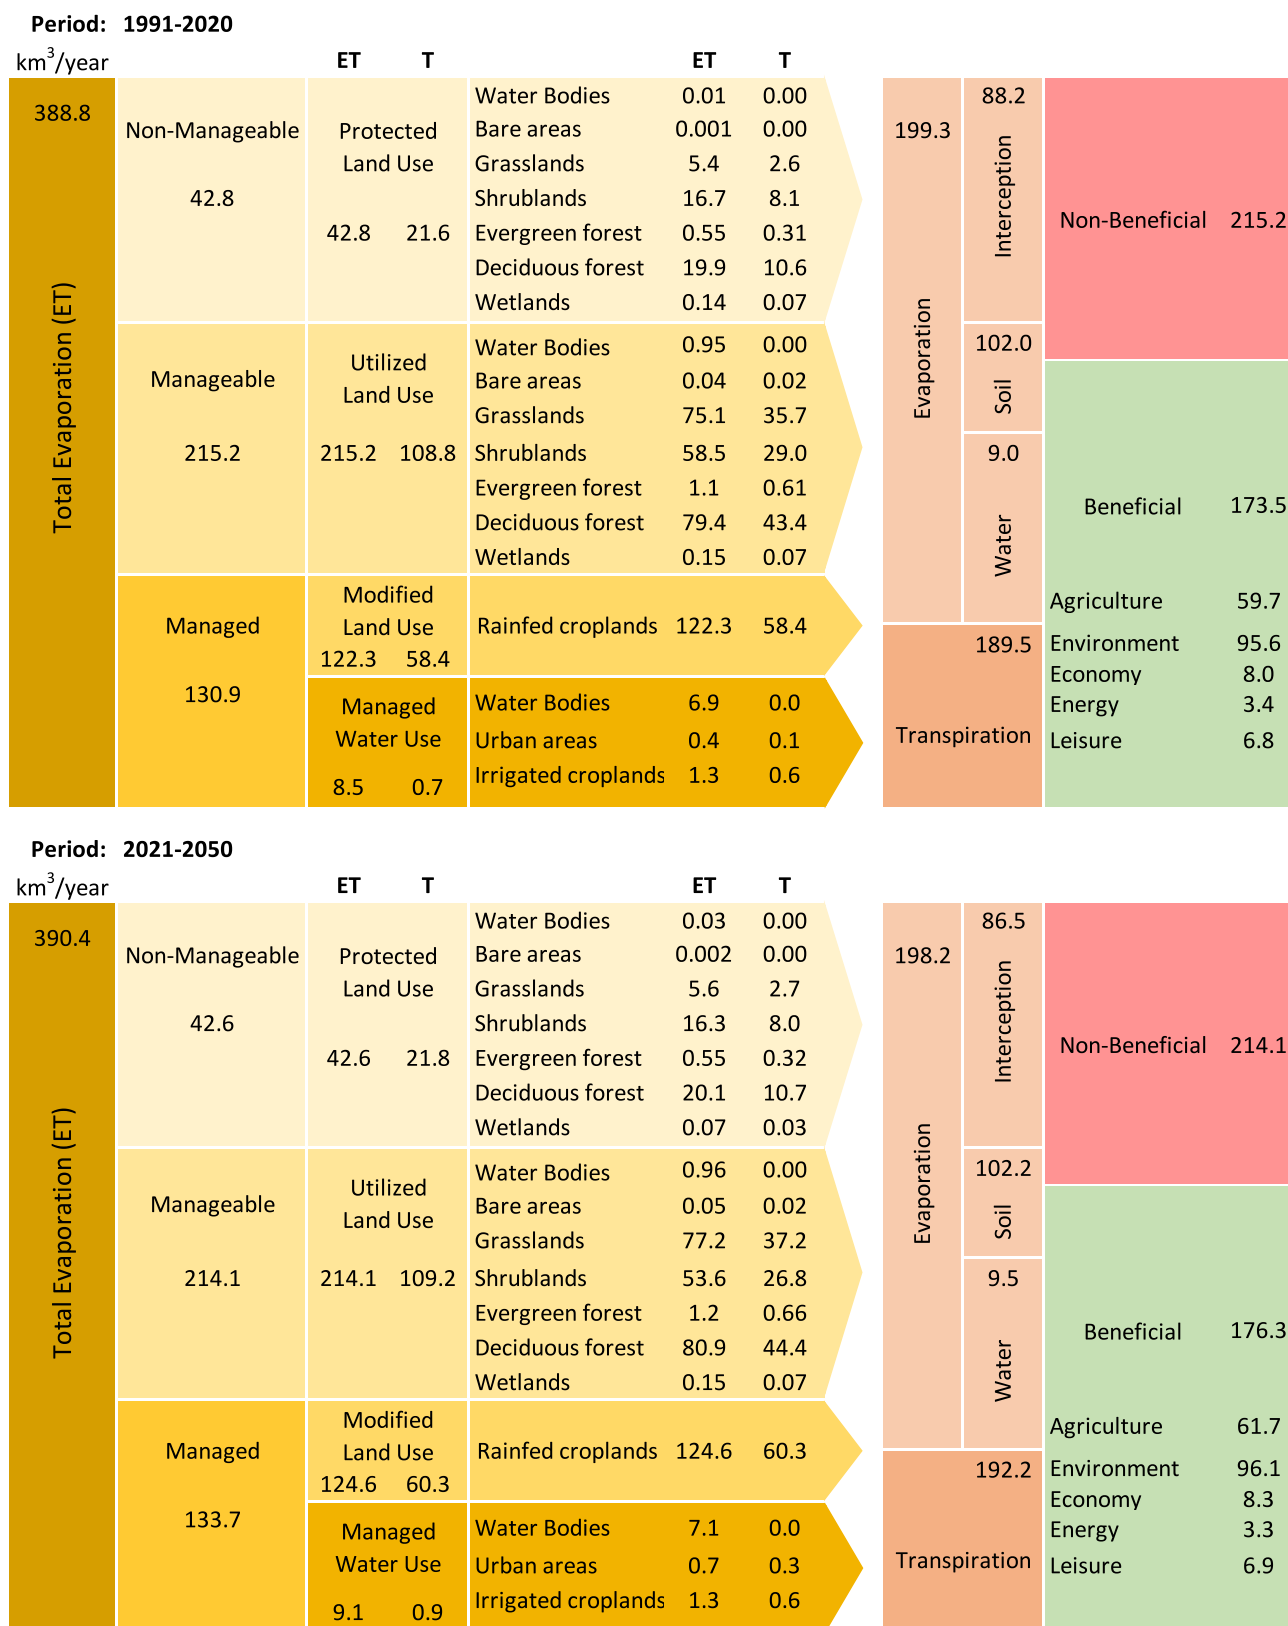 Period: 1991-2020
km³/year ET T ET T
388.8
Total Evaporation (ET)
Non-Manageable
42.8
Protected
Land Use
42.8 21.6
Water Bodies 0.01 0.00
Bare areas 0.001 0.00
Grasslands 5.4 2.6
Shrublands 16.7 8.1
Evergreen forest 0.55 0.31
Deciduous forest 19.9 10.6
Wetlands 0.14 0.07
Manageable
215.2
Utilized
Land Use
215.2 108.8
Water Bodies 0.95 0.00
Bare areas 0.04 0.02
Grasslands 75.1 35.7
Shrublands 58.5 29.0
Evergreen forest 1.1 0.61
Deciduous forest 79.4 43.4
Wetlands 0.15 0.07
Managed
130.9
Modified
Land Use
122.3 58.4
Rainfed croplands 122.3 58.4
Managed
Water Use
8.5 0.7
Water Bodies 6.9 0.0
Urban areas 0.4 0.1
Irrigated croplands 1.3 0.6
199.3
Evaporation
88.2
Interception
102.0
Soil
9.0
Water
189.5
Transpiration
Non-Beneficial 215.2
Beneficial 173.5
Agriculture 59.7
Environment 95.6
Economy 8.0
Energy 3.4
Leisure 6.8
Period: 2021-2050
km³/year ET T ET T
390.4
Total Evaporation (ET)
Non-Manageable
42.6
Protected
Land Use
42.6 21.8
Water Bodies 0.03 0.00
Bare areas 0.002 0.00
Grasslands 5.6 2.7
Shrublands 16.3 8.0
Evergreen forest 0.55 0.32
Deciduous forest 20.1 10.7
Wetlands 0.07 0.03
Manageable
214.1
Utilized
Land Use
214.1 109.2
Water Bodies 0.96 0.00
Bare areas 0.05 0.02
Grasslands 77.2 37.2
Shrublands 53.6 26.8
Evergreen forest 1.2 0.66
Deciduous forest 80.9 44.4
Wetlands 0.15 0.07
Managed
133.7
Modified
Land Use
124.6 60.3
Rainfed croplands 124.6 60.3
Managed
Water Use
9.1 0.9
Water Bodies 7.1 0.0
Urban areas 0.7 0.3
Irrigated croplands 1.3 0.6
198.2
Evaporation
86.5
Interception
102.2
Soil
9.5
Water
192.2
Transpiration
Non-Beneficial 214.1
Beneficial 176.3
Agriculture 61.7
Environment 96.1
Economy 8.3
Energy 3.3
Leisure 6.9